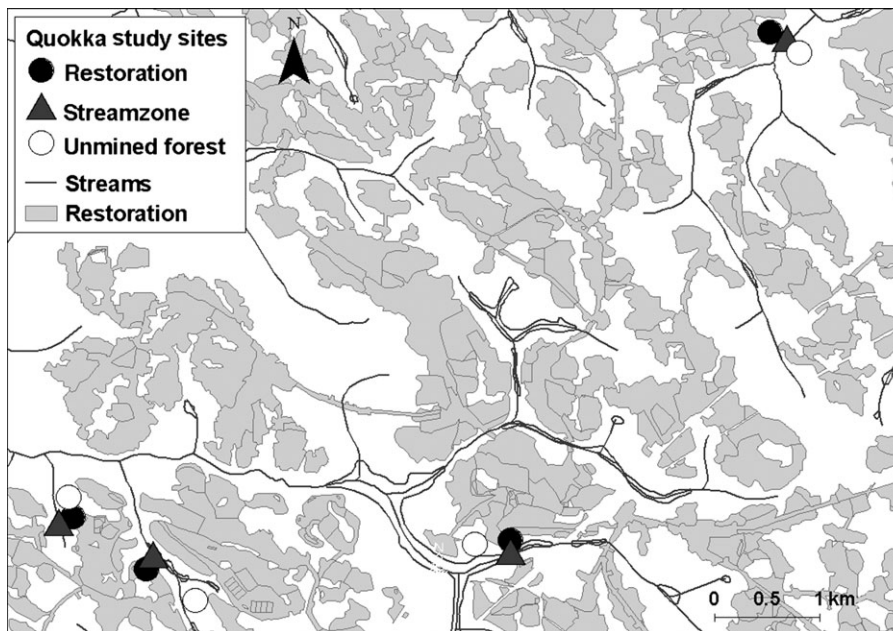 N
Quokka study sites
Restoration
Streamzone
Unmined forest
Streams
Restoration
0 0.5 1 km